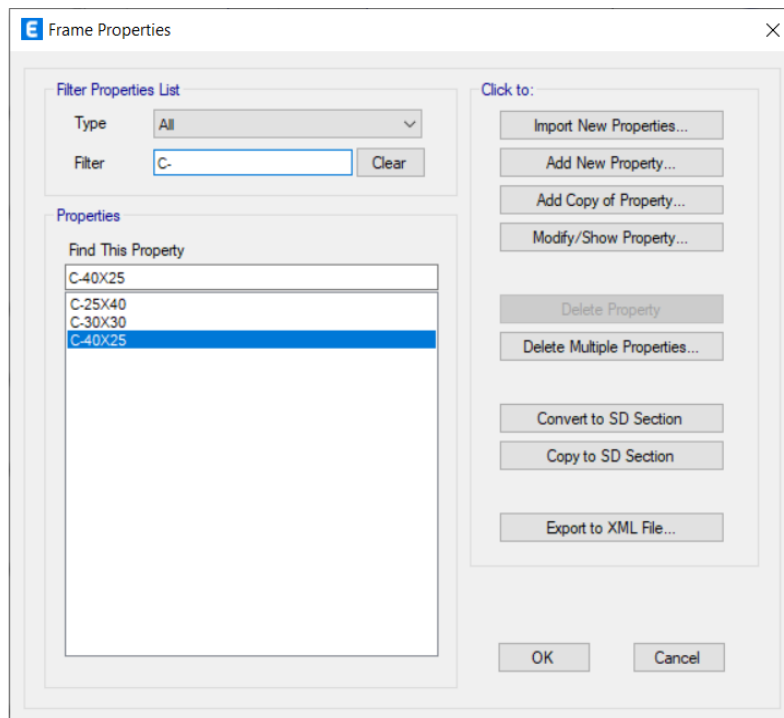 E Frame Properties
Filter Properties List
Type All
Filter C- Clear
Properties
Find This Property
C-40X25
C-25X40
C-30X30
C-40X25
Click to:
Import New Properties...
Add New Property...
Add Copy of Property...
Modify/Show Property...
Delete Property
Delete Multiple Properties...
Convert to SD Section
Copy to SD Section
Export to XML File...
OK Cancel